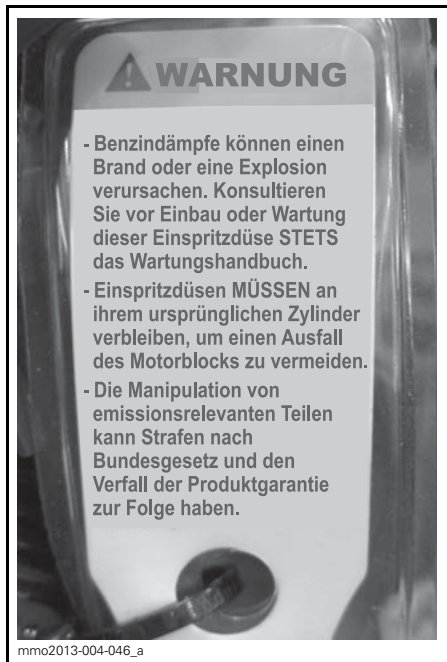 WARNUNG
- Benzindämpfe können einen
Brand oder eine Explosion
verursachen. Konsultieren
Sie vor Einbau oder Wartung
dieser Einspritzdüse STETS
das Wartungshandbuch.
- Einspritzdüsen MÜSSEN an
ihrem ursprünglichen Zylinder
verbleiben, um einen Ausfall
des Motorblocks zu vermeiden.
- Die Manipulation von
emissionsrelevanten Teilen
kann Strafen nach
Bundesgesetz und den
Verfall der Produktgarantie
zur Folge haben.
mmo2013-004-046_a